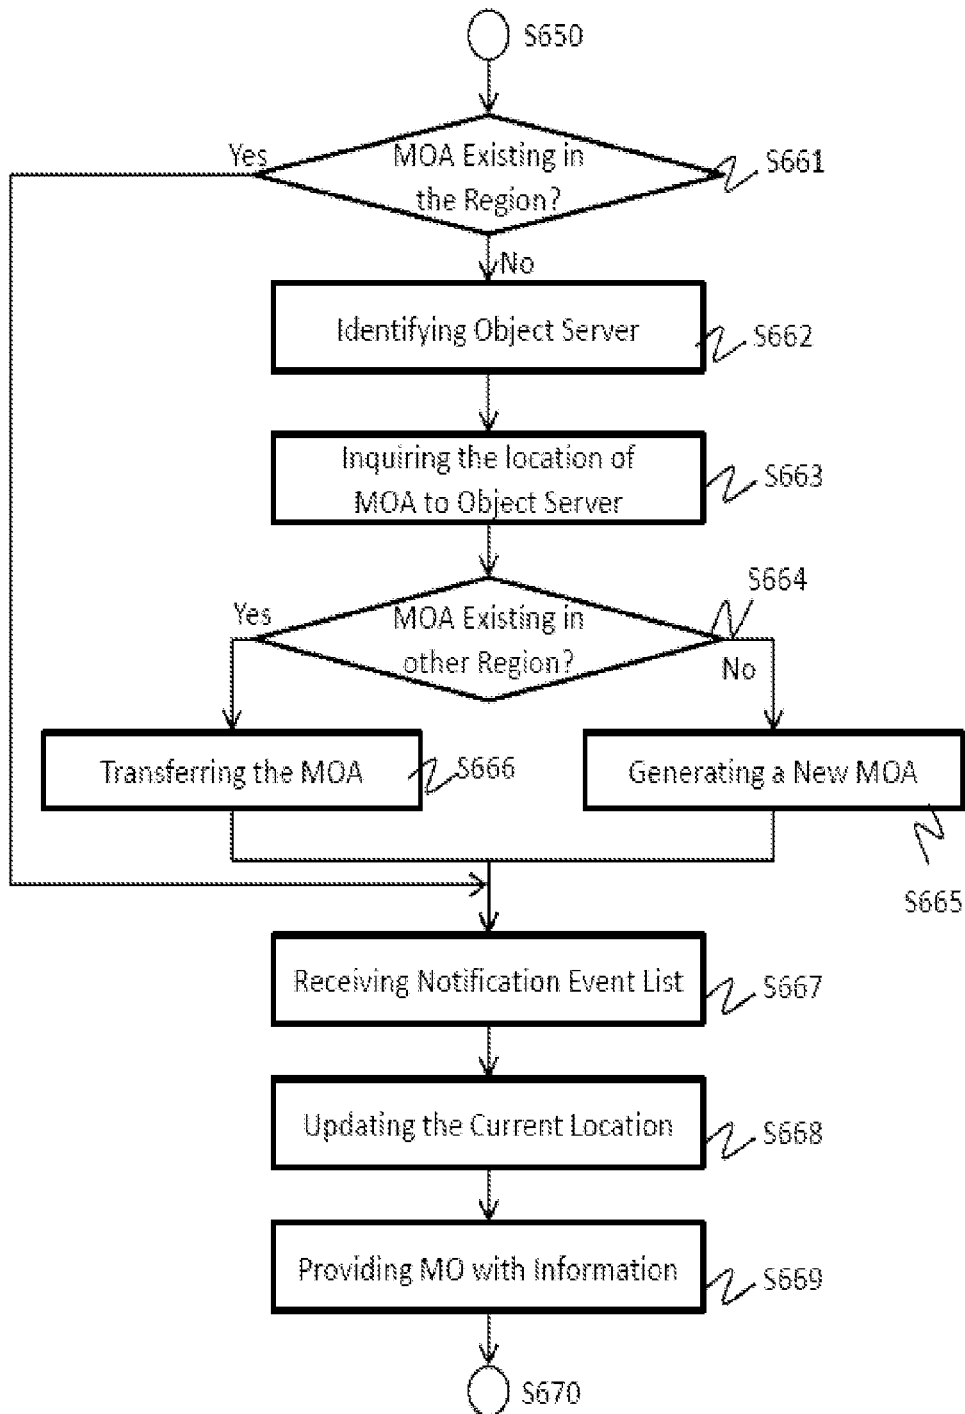 S650
MOA Existing in
the Region?
Yes
S661
No
Identifying Object Server
S662
Inquiring the location of
MOA to Object Server
S663
MOA Existing in
other Region?
S664
Yes
No
Transferring the MOA
S666
Generating a New MOA
S665
Receiving Notification Event List
S667
Updating the Current Location
S668
Providing MO with Information
S669
S670